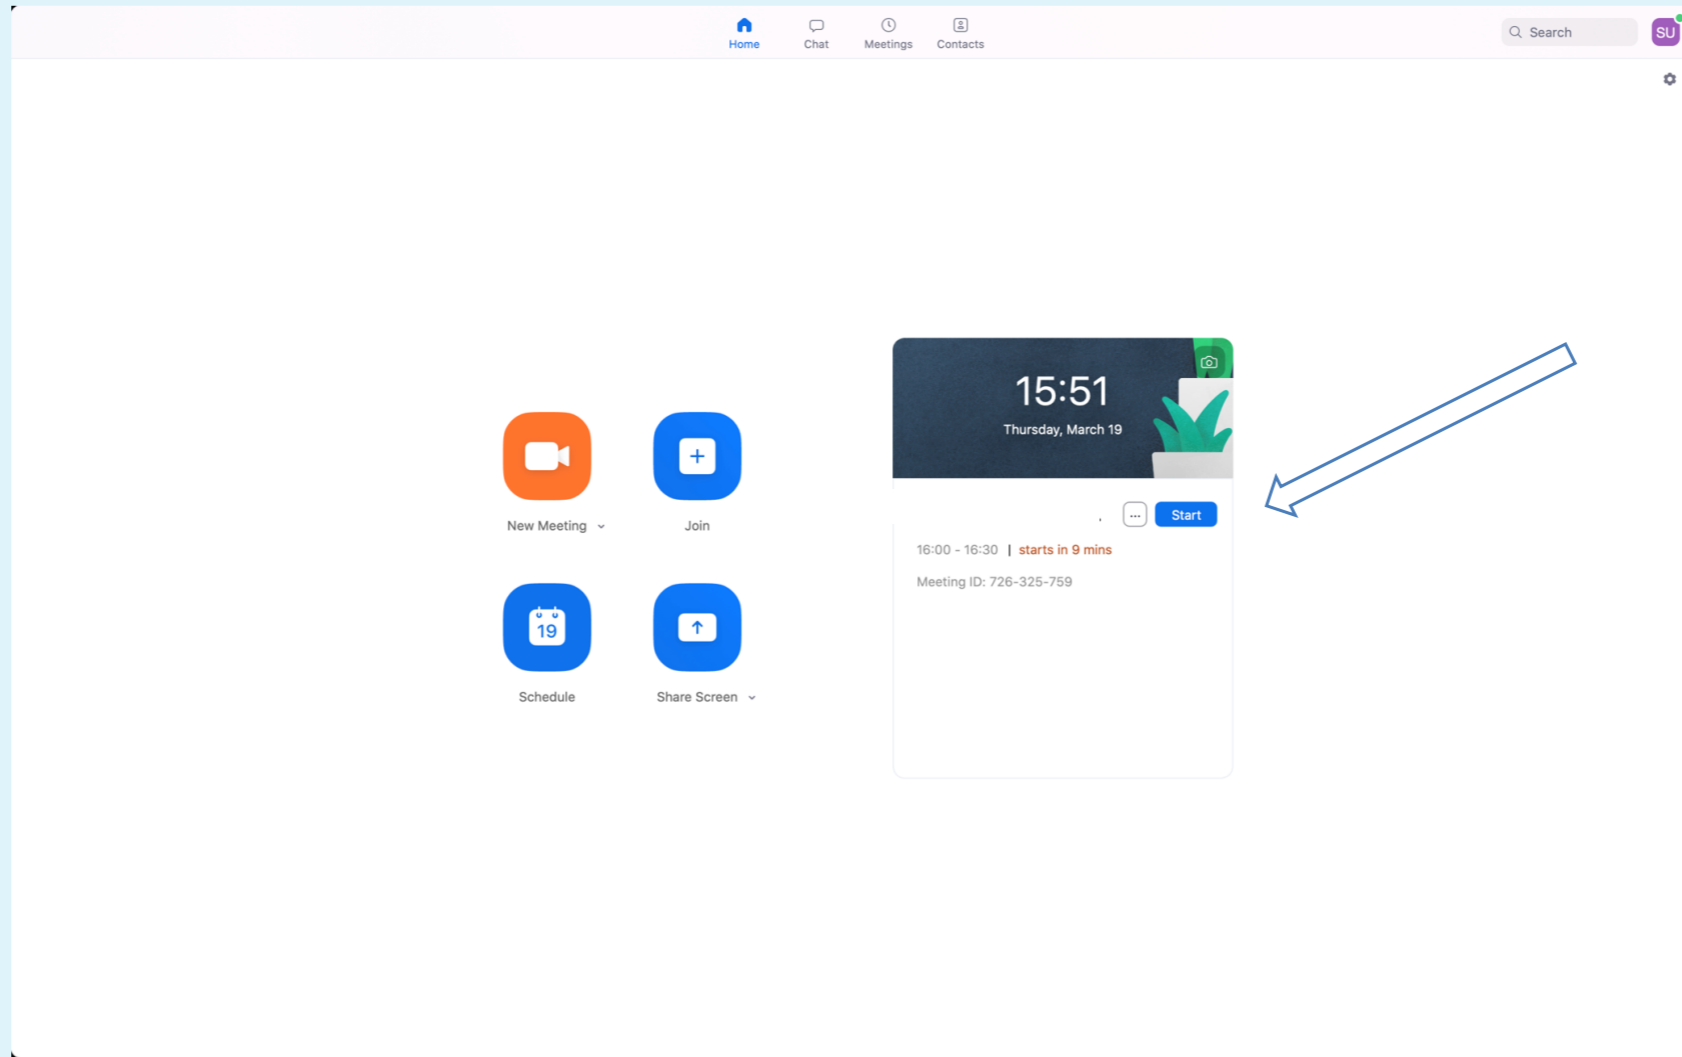 Home
Chat
Meetings
Contacts
Search
SU
15:51
Thursday, March 19
New Meeting
Join
... Start
16:00 - 16:30 | starts in 9 mins
Meeting ID: 726-325-759
19
Schedule
Share Screen